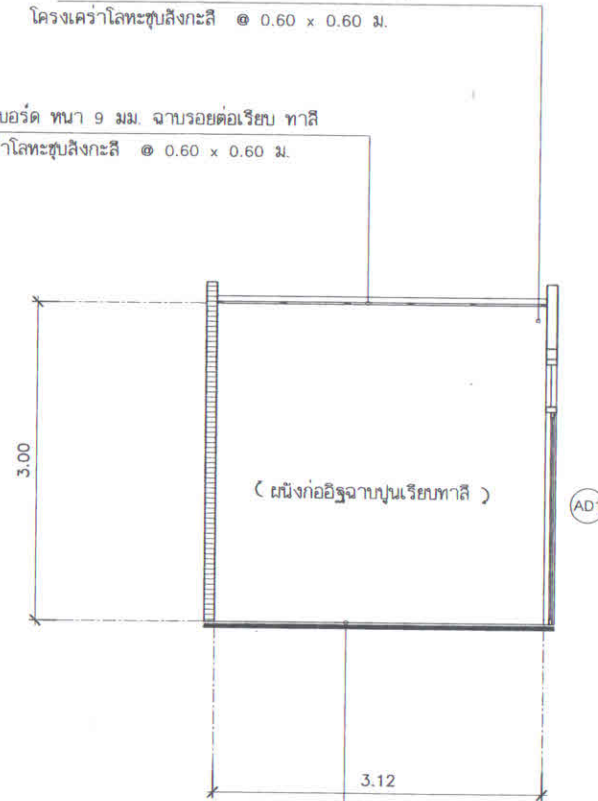 โครงเคร่าโลหะชุบสังกะสี @ 0.60 x 0.60 ม.
บอร์ด หนา 9 มม. ฉาบรอยต่อเรียบ ทาสี
าโลหะชุบสังกะสี @ 0.60 x 0.60 ม.
3.00
( ผนังก่ออิฐฉาบปูนเรียบทาสี )
AD1
3.12